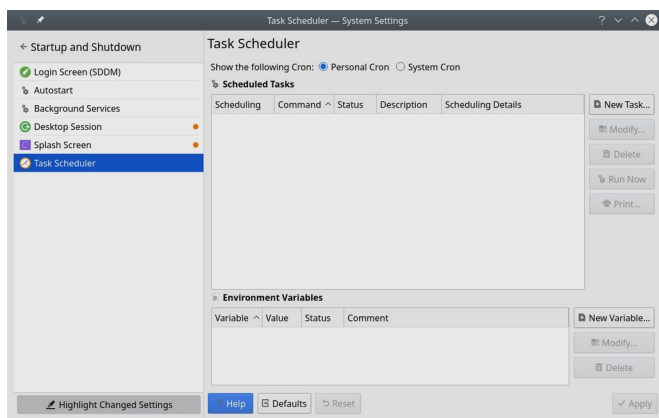 Task Scheduler — System Settings
Startup and Shutdown
Task Scheduler
Show the following Cron: Personal Cron System Cron
Login Screen (SDDM)
Autostart
Background Services
Desktop Session
Splash Screen
Task Scheduler
Scheduled Tasks
Scheduling Command Status Description Scheduling Details
New Task...
Modify...
Delete
Run Now
Print...
Environment Variables
Variable Value Status Comment
New Variable...
Modify...
Delete
Highlight Changed Settings
Help Defaults Reset Apply